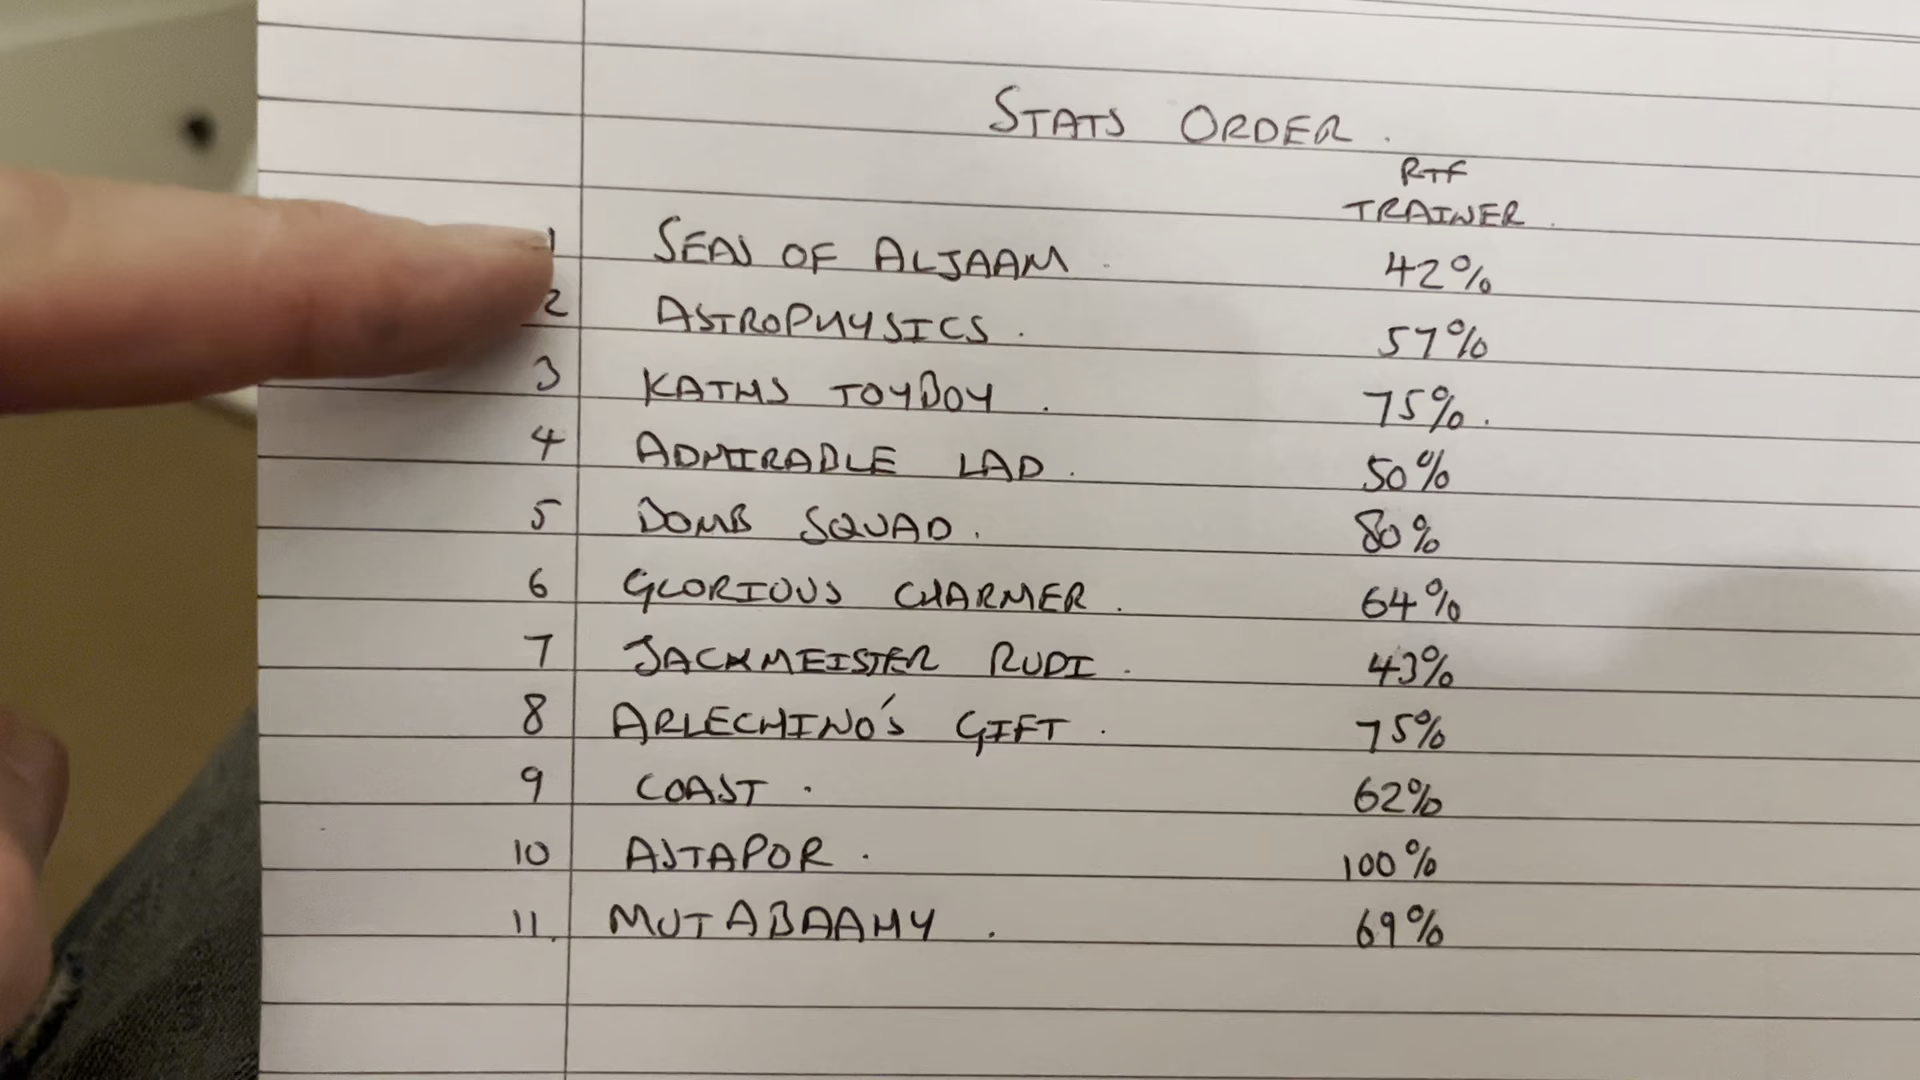 STATS ORDER.
RTF
TRAINER.
1 SEAS OF ALJAAM. 42%
2 ASTROPHYSICS. 57%
3 KATHS TOYBOY. 75%.
4 ADMIRABLE LAD. 50%
5 BOMB SQUAD. 80%
6 GLORIOUS CHARMER. 64%
7 JACKMEISTER RUDI. 43%
8 ARLECHINO'S GIFT. 75%
9 COAST. 62%
10 ASTAPOR. 100%
11. MUTABAAHY. 69%